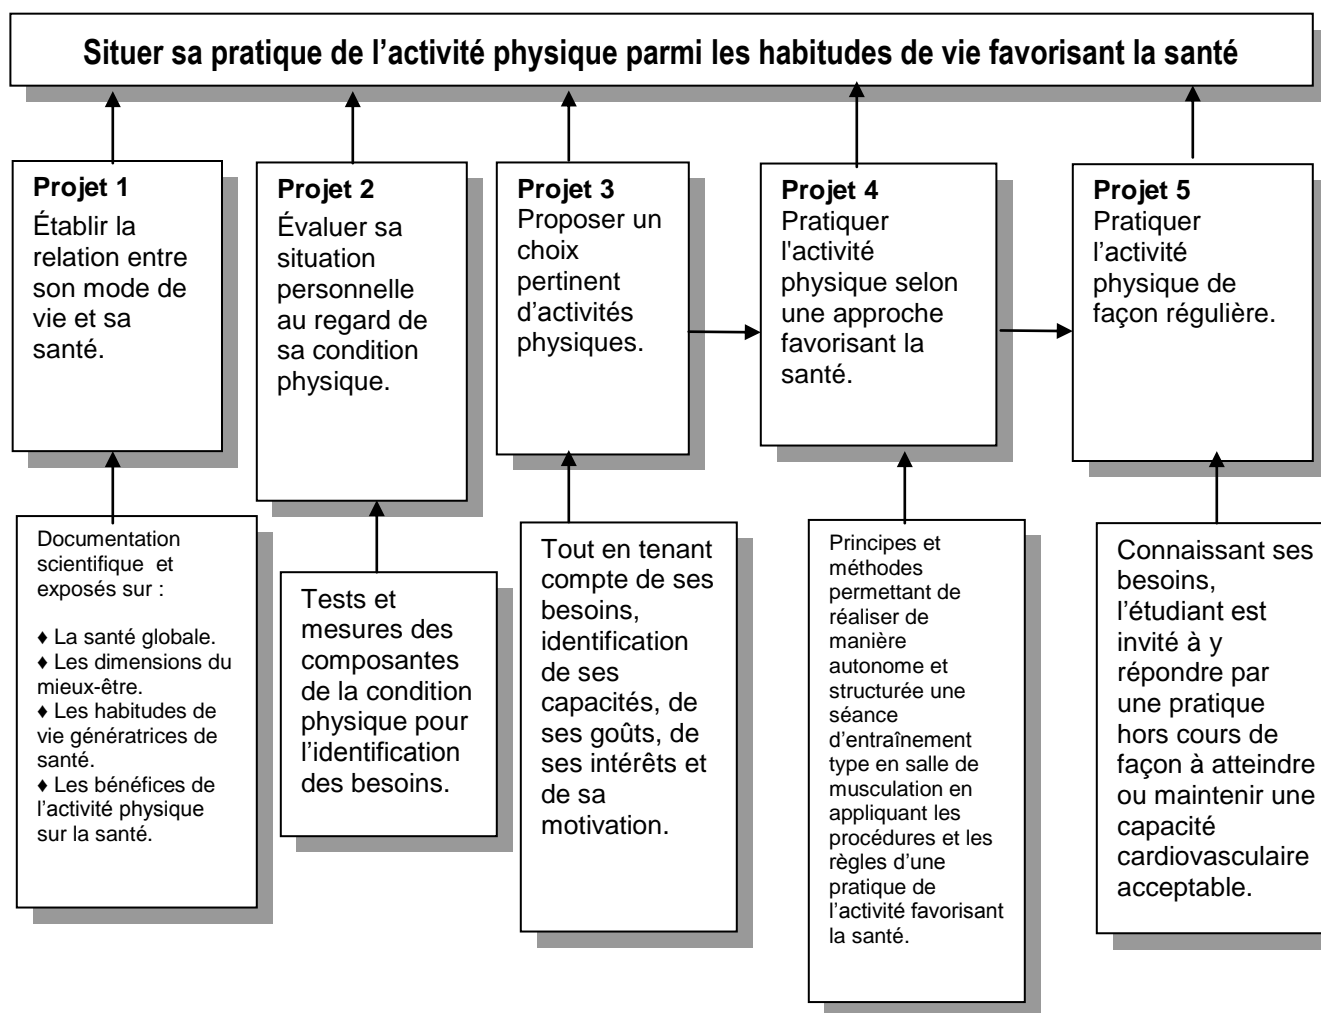 Situer sa pratique de l’activité physique parmi les habitudes de vie favorisant la santé
Projet 1
Établir la
relation entre
son mode de
vie et sa
santé.
Projet 2
Évaluer sa
situation
personnelle
au regard de
sa condition
physique.
Projet 3
Proposer un
choix
pertinent
d’activités
physiques.
Projet 4
Pratiquer
l'activité
physique selon
une approche
favorisant la
santé.
Projet 5
Pratiquer
l’activité
physique de
façon régulière.
Documentation
scientifique et
exposés sur :
♦ La santé globale.
♦ Les dimensions du
mieux-être.
♦ Les habitudes de
vie génératrices de
santé.
♦ Les bénéfices de
l’activité physique
sur la santé.
Tests et
mesures des
composantes
de la condition
physique pour
l’identification
des besoins.
Tout en tenant
compte de ses
besoins,
identification
de ses
capacités, de
ses goûts, de
ses intérêts et
de sa
motivation.
Principes et
méthodes
permettant de
réaliser de
manière
autonome et
structurée une
séance
d’entraînement
type en salle de
musculation en
appliquant les
procédures et les
règles d’une
pratique de
l’activité favorisant
la santé.
Connaissant ses
besoins,
l’étudiant est
invité à y
répondre par
une pratique
hors cours de
façon à atteindre
ou maintenir une
capacité
cardiovasculaire
acceptable.